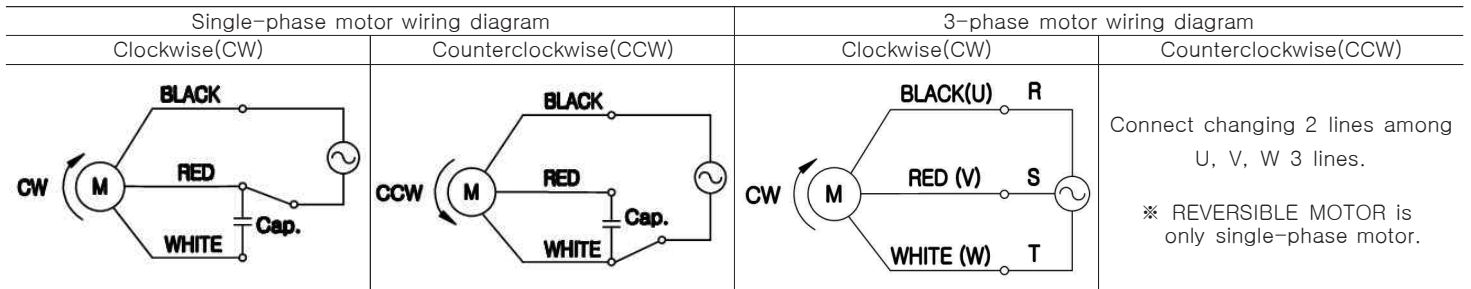 Single-phase motor wiring diagram
3-phase motor wiring diagram
Clockwise(CW)
Counterclockwise(CCW)
Clockwise(CW)
Counterclockwise(CCW)
BLACK
CW
M
RED
Cap.
WHITE
BLACK
CCW
M
RED
Cap.
WHITE
BLACK(U) R
CW
M
RED (V) S
WHITE (W) T
Connect changing 2 lines among
U, V, W 3 lines.
※ REVERSIBLE MOTOR is
only single-phase motor.